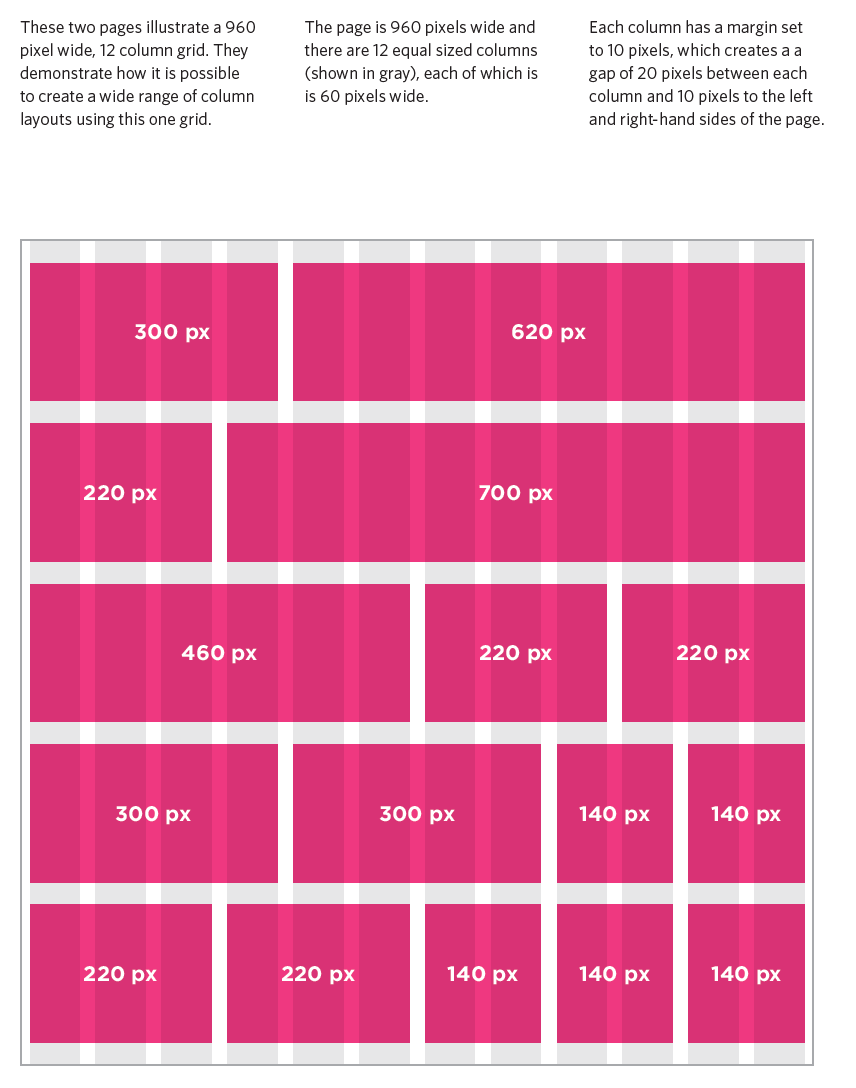 These two pages illustrate a 960
pixel wide, 12 column grid. They
demonstrate how it is possible
to create a wide range of column
layouts using this one grid.
The page is 960 pixels wide and
there are 12 equal sized columns
(shown in gray), each of which is
is 60 pixels wide.
Each column has a margin set
to 10 pixels, which creates a a
gap of 20 pixels between each
column and 10 pixels to the left
and right-hand sides of the page.
300 px
620 px
220 px
700 px
460 px
220 px
220 px
300 px
300 px
140 px
140 px
220 px
220 px
140 px
140 px
140 px